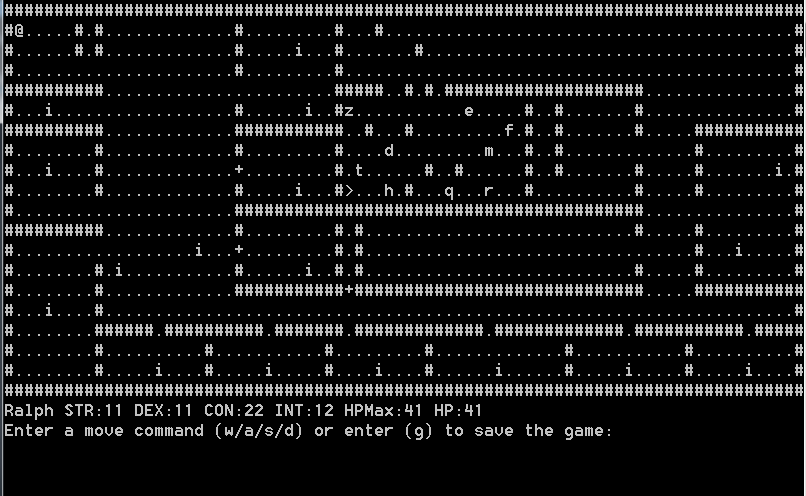 ################################################################################
#@.....#.#.............#.........#...#.........................................#
#......#.#.............#.....i...#.......#.....................................#
#......................#.........#.............................................#
##########.......................#####..#.#.####################...............#
#...i..................#......i..#z...........e.....#..#.......#...............#
##########.............###########..#...#.........f.#..#.......#.....###########
#........#.............#.........#....d.........m...#..#.......#.....#.........#
#...i....#.............+.........#.t......#..#......#..#.......#.....#.......i.#
#........#.............#.....i...#>...h.#...q...r...#..........#.....#.........#
#......................#########################################...............#
##########.............#.........#.#...........................#.....#.........#
#..................i...+.........#.#...........................#.....#...i.....#
#........#.i...........#......i..#.#...........................#.....#.........#
#........#.............###########+#############################.....###########
#...i....#.....................................................................#
#........######.##########.#######.#############.#############.###########.#####
#........#..........#...........#.........#.............#...........#..........#
#........#.....i....#.....i.....#....i....#......i......#.....i.....#.....i....#
################################################################################
Ralph STR:11 DEX:11 CON:22 INT:12 HPMax:41 HP:41
Enter a move command (w/a/s/d) or enter (g) to save the game: